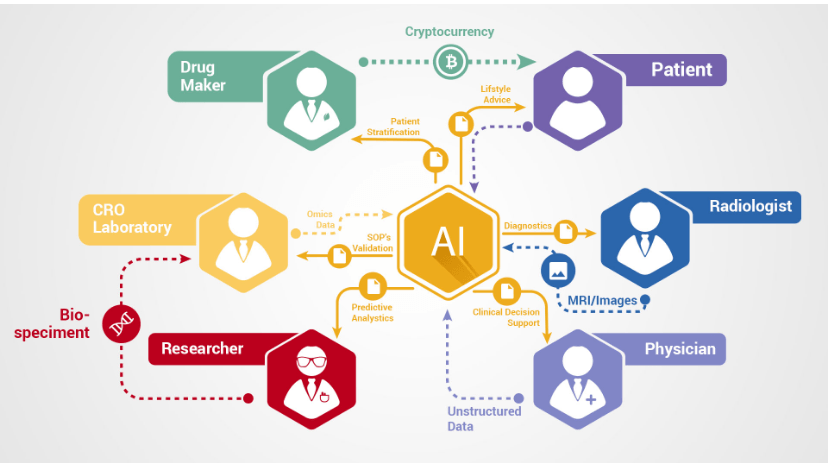 Cryptocurrency
Drug
Maker
Patient
Lifstyle
Advice
Patient
Stratification
CRO
Laboratory
Omics
Data
AI
Radiologist
Diagnostics
SOP's
Validation
MRI/Images
Bio-
speciment
Predictive
Analystics
Clinical Decision
Support
Researcher
Physician
Unstructured
Data